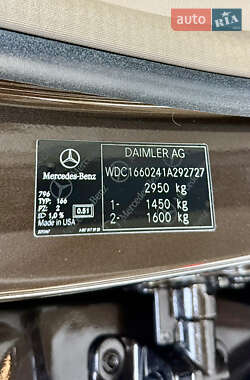 AUTO
RIA
DAIMLER AG
Mercedes-Benz
WDC1660241A292727
2950 kg
1- 1450 kg
2- 1600 kg
796
TYP: 166
PZ: 2
1,0 %
0.51
Made in USA